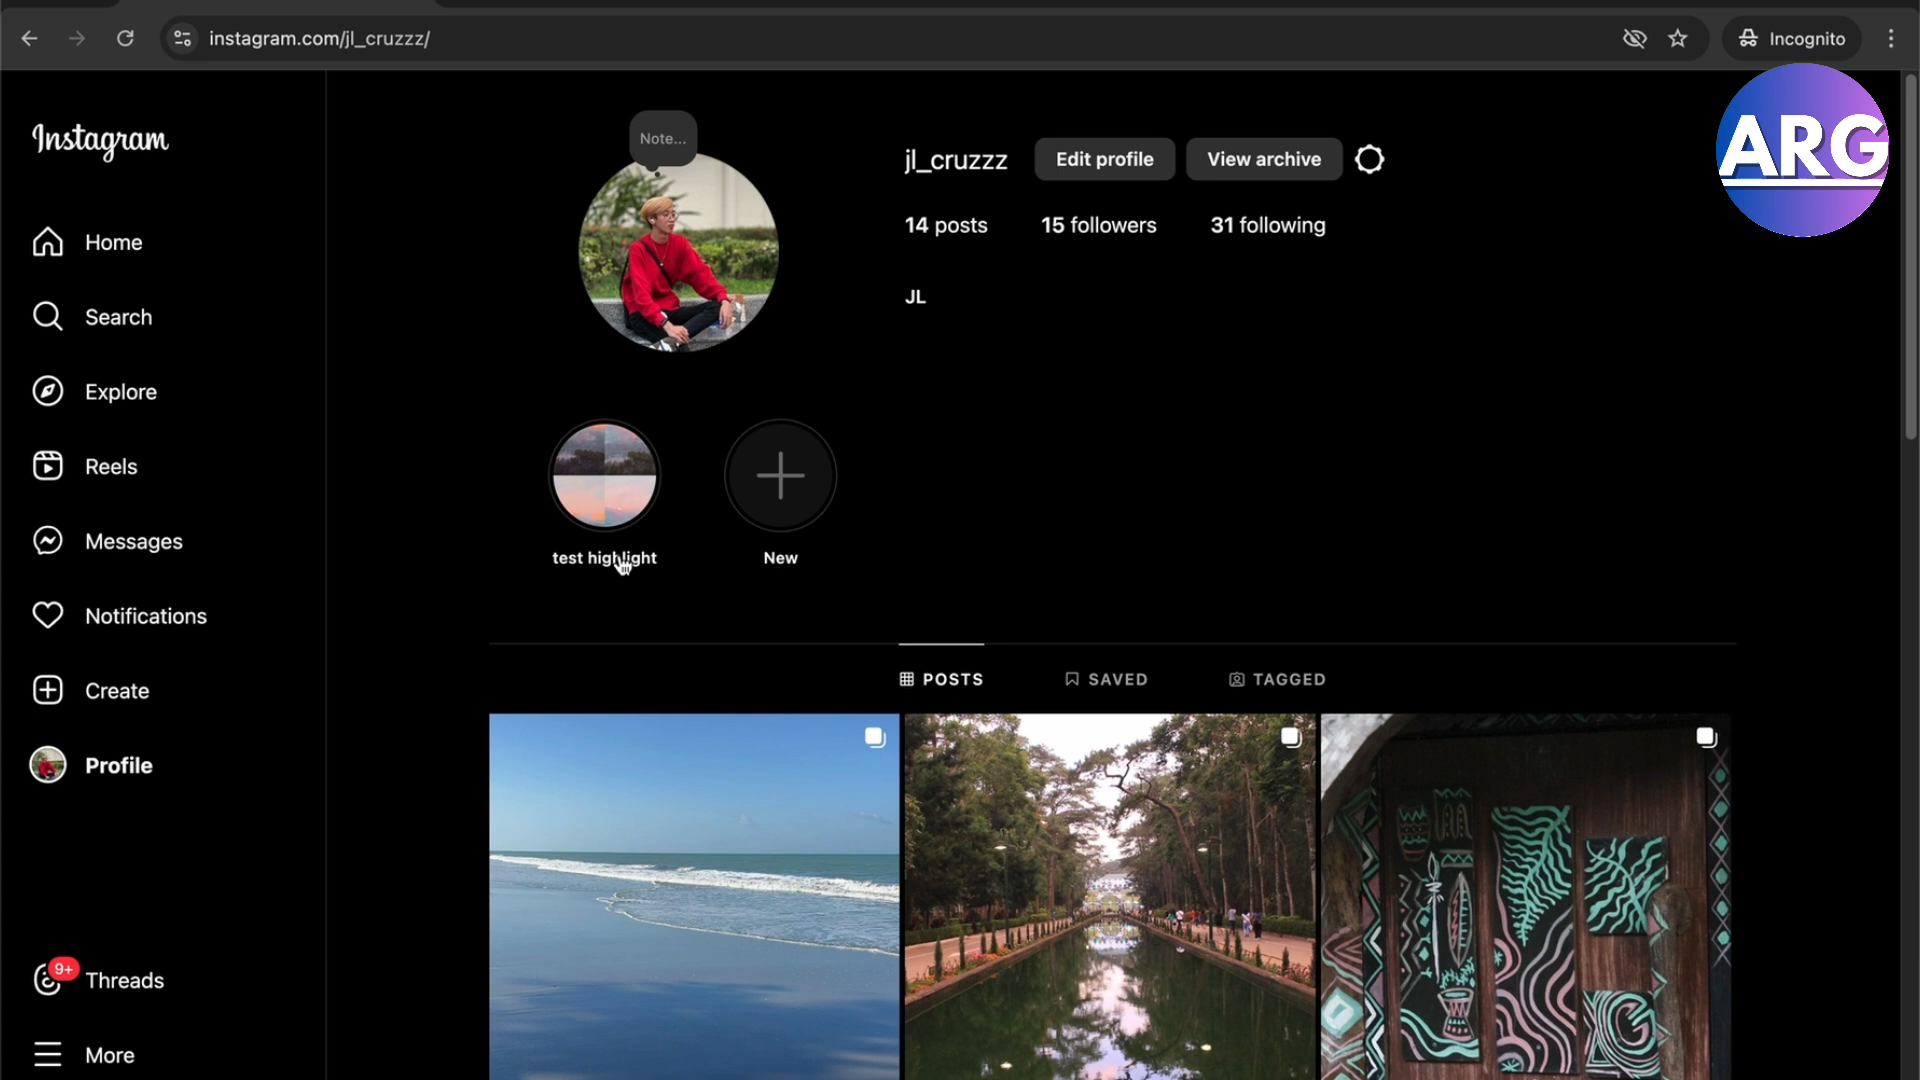 instagram.com/jl_cruzzz/
Incognito
ARG
Instagram
Note...
jl_cruzzz
Edit profile
View archive
14 posts
15 followers
31 following
JL
Home
Search
Explore
Reels
Messages
Notifications
Create
Profile
9+
Threads
More
test highlight
New
POSTS
SAVED
TAGGED